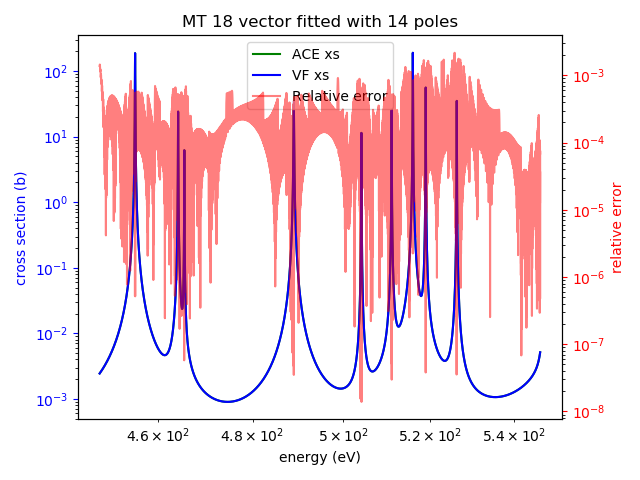 MT 18 vector fitted with 14 poles
ACE xs
VF xs
Relative error
10²
10¹
10⁰
10⁻¹
10⁻²
10⁻³
cross section (b)
10⁻³
10⁻⁴
10⁻⁵
10⁻⁶
10⁻⁷
10⁻⁸
relative error
4.6 × 10² 4.8 × 10² 5 × 10² 5.2 × 10² 5.4 × 10²
energy (eV)